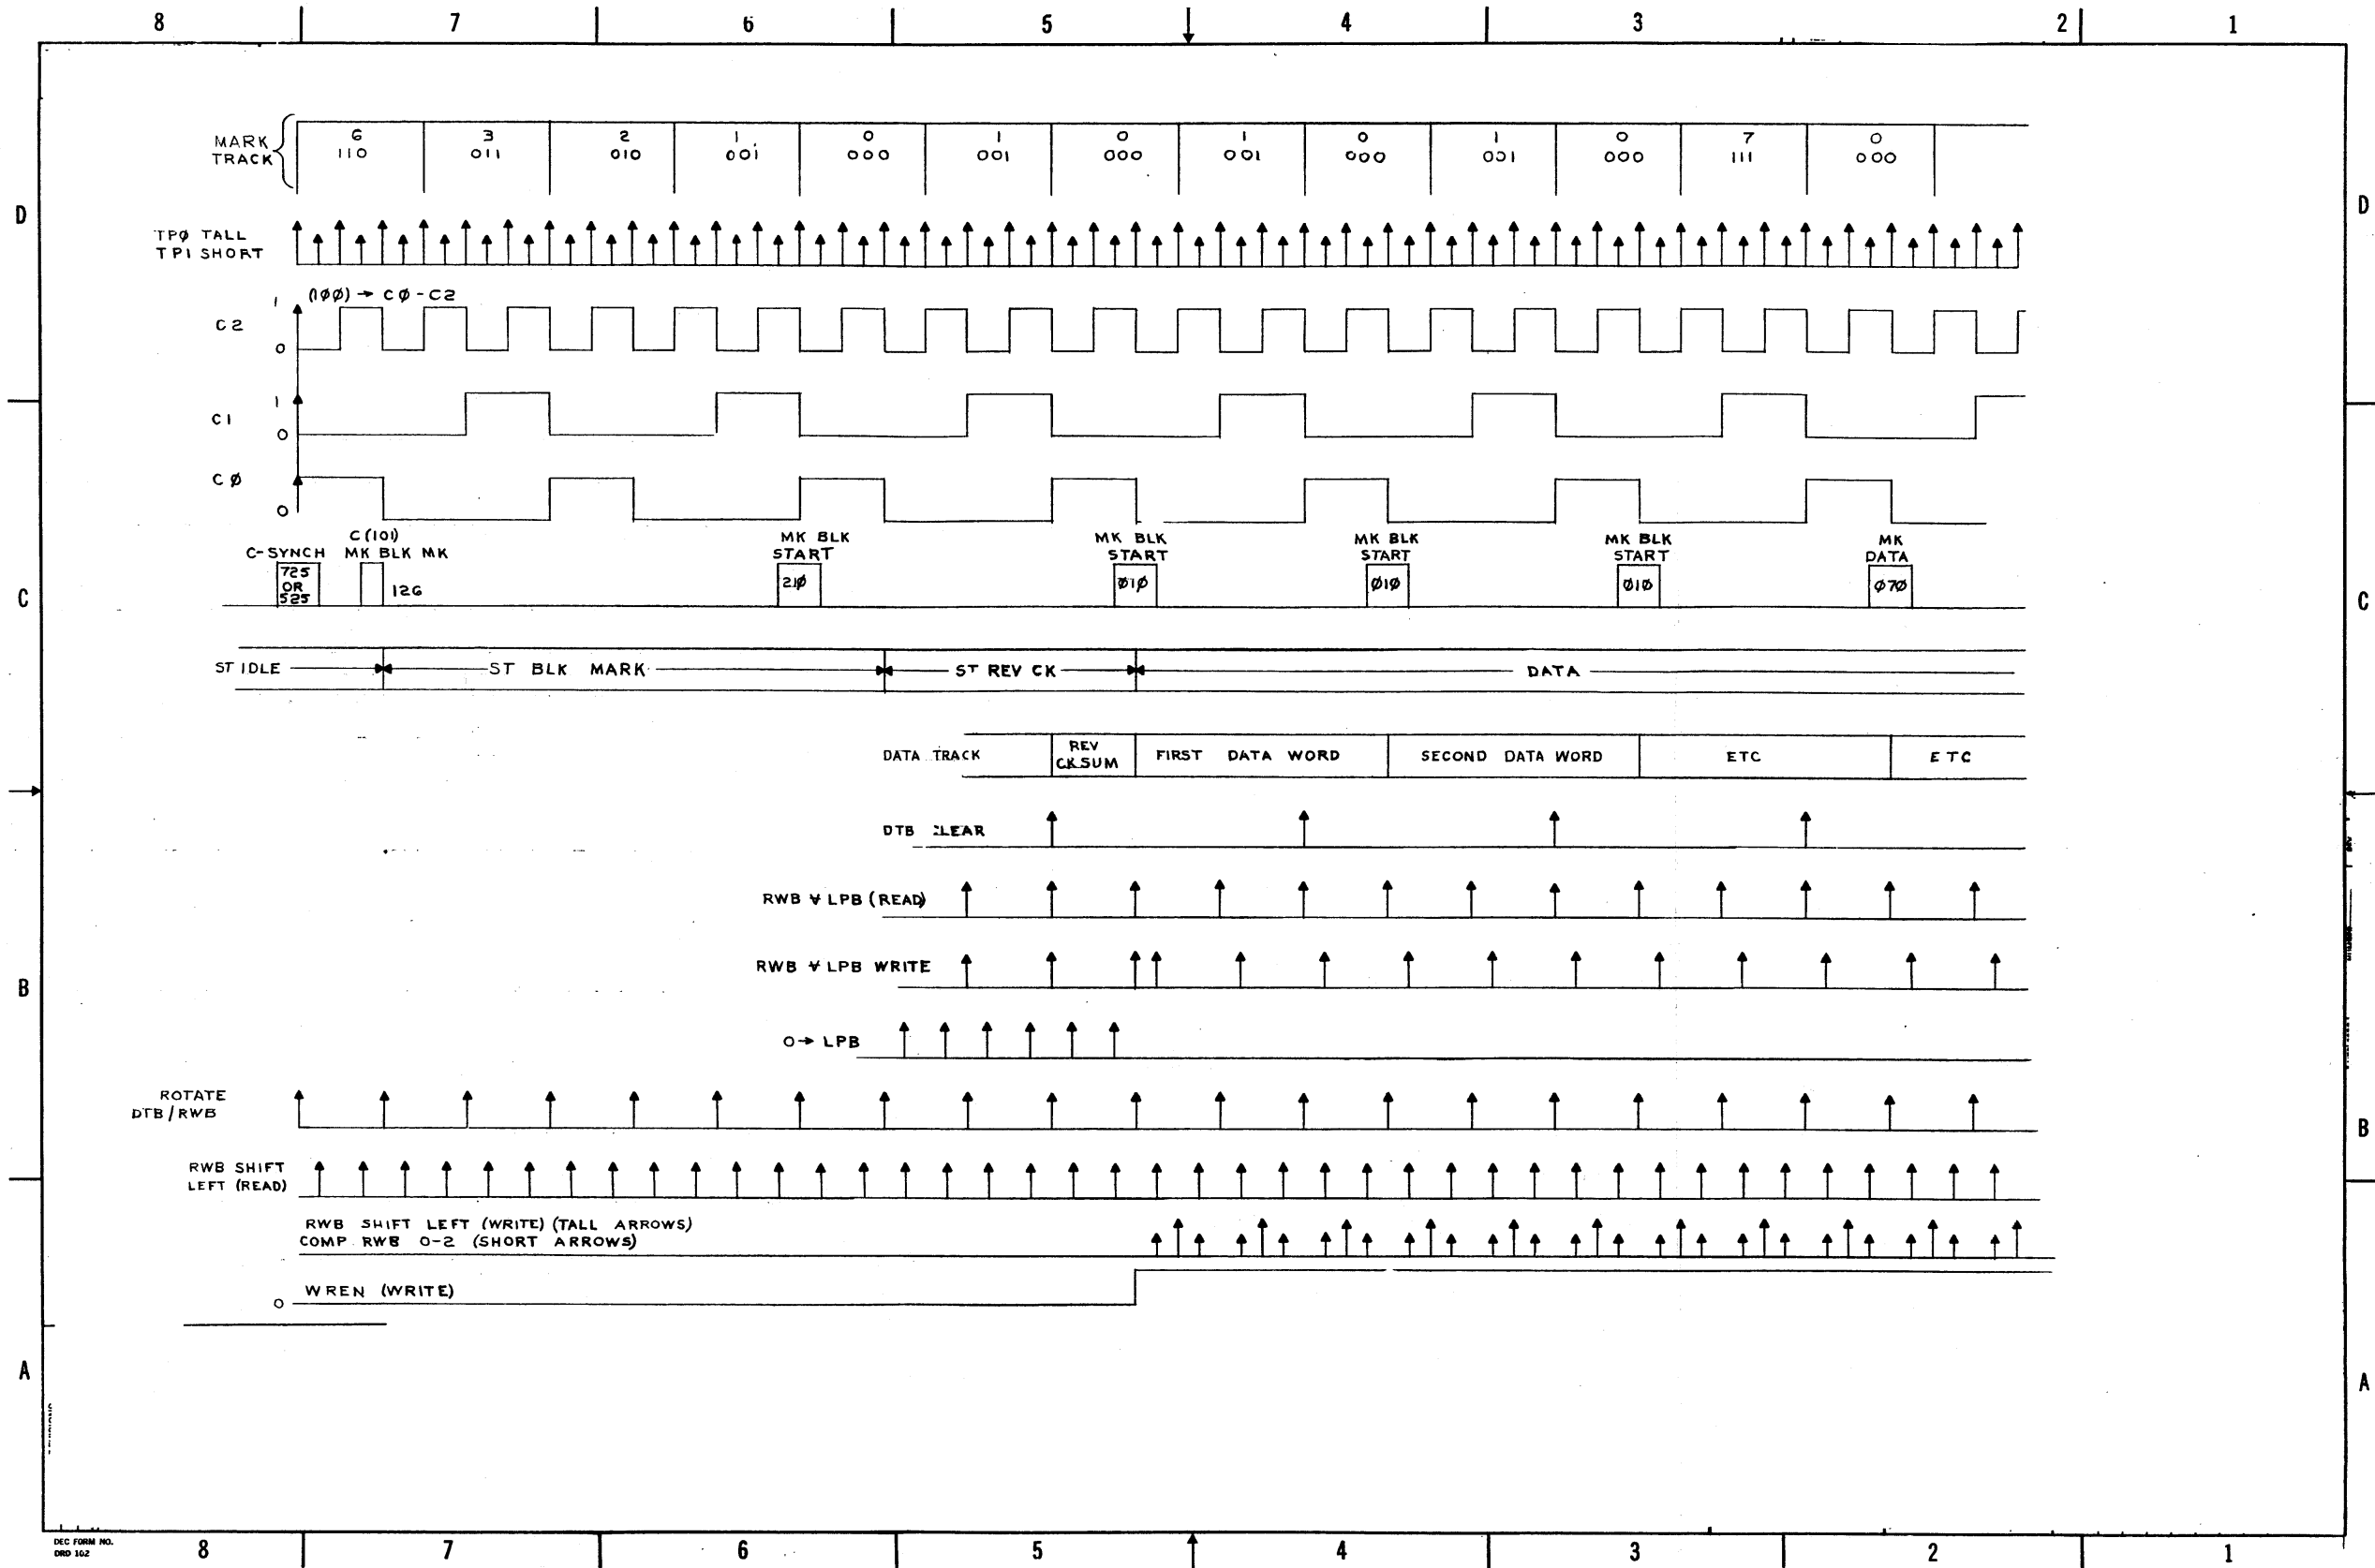 8 7 6 5 4 3 2 1
MARK TRACK
6 3 2 1 0 1 0 1 0 1 0 7 0
110 011 010 001 000 001 000 001 000 001 000 111 000
D D
TPØ TALL
TP1 SHORT
(1ØØ) → CØ-C2
C2 1 0
C1 1 0
CØ 0
C-SYNCH
725
OR
525
C(101)
MK BLK MK
126
MK BLK
START
21Ø
MK BLK
START
Ø1Ø
MK BLK
START
Ø1Ø
MK BLK
START
Ø1Ø
MK
DATA
Ø7Ø
C C
ST IDLE ST BLK MARK ST REV CK DATA
DATA TRACK
REV
CKSUM
FIRST DATA WORD SECOND DATA WORD ETC ETC
DTB CLEAR
RWB ∀ LPB (READ)
RWB ∀ LPB WRITE
B
0 → LPB
ROTATE
DTB/RWB
B
RWB SHIFT
LEFT (READ)
RWB SHIFT LEFT (WRITE) (TALL ARROWS)
COMP RWB 0-2 (SHORT ARROWS)
WREN (WRITE)
0
A A
DEC FORM NO.
DRD 102
8 7 6 5 4 3 2 1